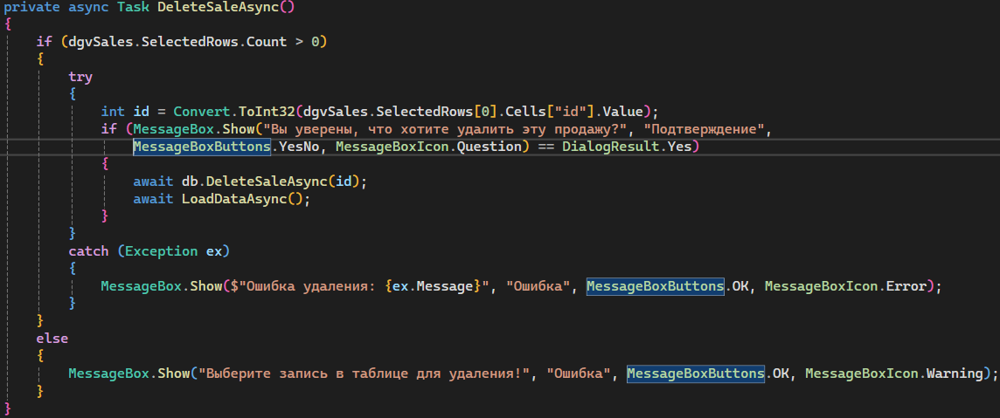 private async Task DeleteSaleAsync()
{
    if (dgvSales.SelectedRows.Count > 0)
    {
        try
        {
            int id = Convert.ToInt32(dgvSales.SelectedRows[0].Cells["id"].Value);
            if (MessageBox.Show("Вы уверены, что хотите удалить эту продажу?", "Подтверждение",
                MessageBoxButtons.YesNo, MessageBoxIcon.Question) == DialogResult.Yes)
            {
                await db.DeleteSaleAsync(id);
                await LoadDataAsync();
            }
        }
        catch (Exception ex)
        {
            MessageBox.Show($"Ошибка удаления: {ex.Message}", "Ошибка", MessageBoxButtons.OK, MessageBoxIcon.Error);
        }
    }
    else
    {
        MessageBox.Show("Выберите запись в таблице для удаления!", "Ошибка", MessageBoxButtons.OK, MessageBoxIcon.Warning);
    }
}